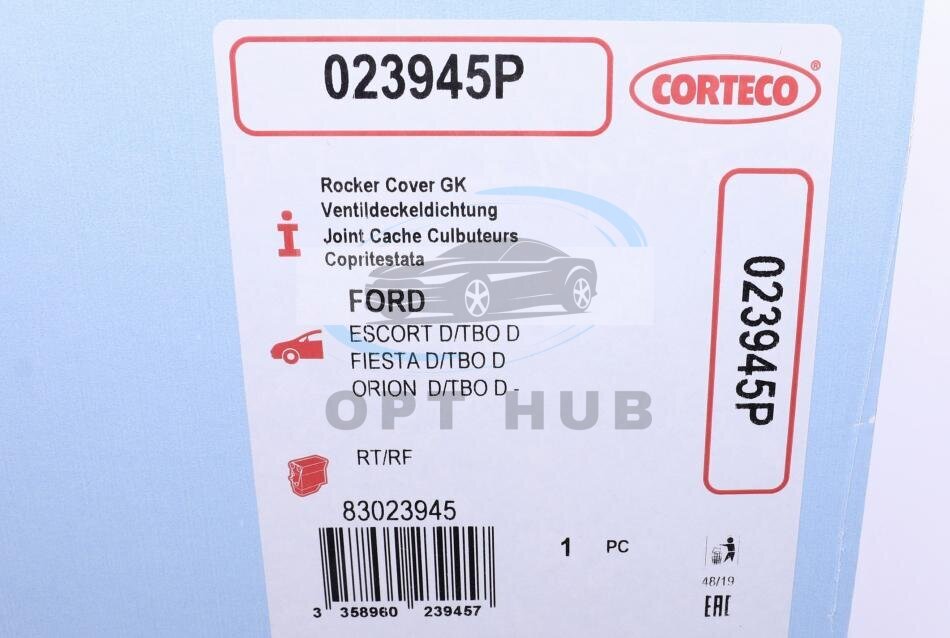 023945P
CORTECO®
Rocker Cover GK
Ventildeckeldichtung
Joint Cache Culbuteurs
Copritestata
FORD
ESCORT D/TBO D
FIESTA D/TBO D
ORION D/TBO D -
OPT HUB
023945P
RT/RF
83023945
1 PC
48/19
EAC
3 358960 239457